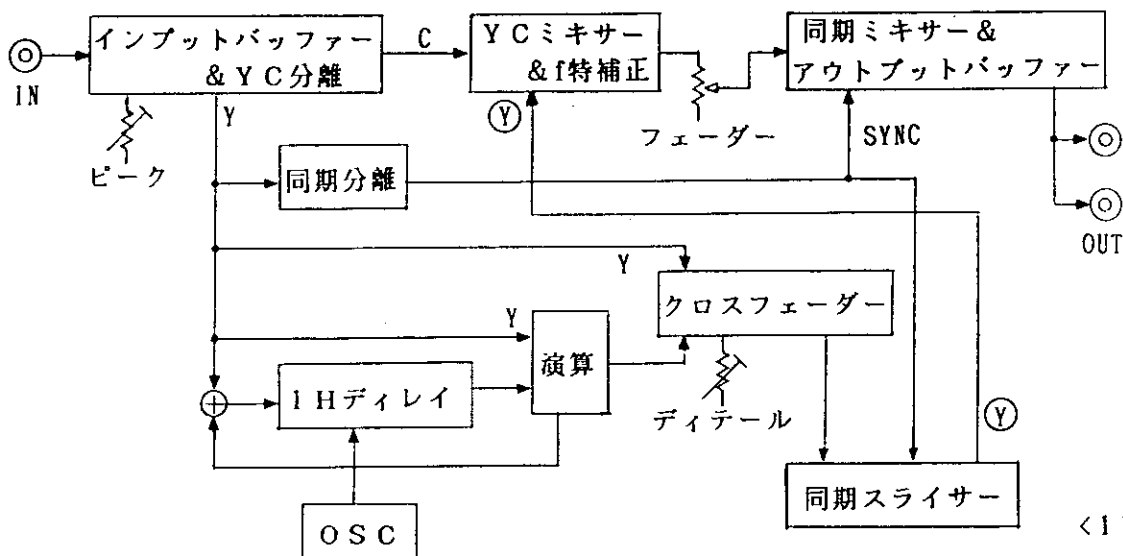 インプットバッファー
&YC分離
C
YCミキサー
&f特補正
同期ミキサー&
アウトプットバッファー
IN
Y
Ⓨ
フェーダー
SYNC
ピーク
同期分離
OUT
Y
クロスフェーダー
Y
演算
1Hディレイ
ディテール
Ⓨ
同期スライサー
OSC
<1